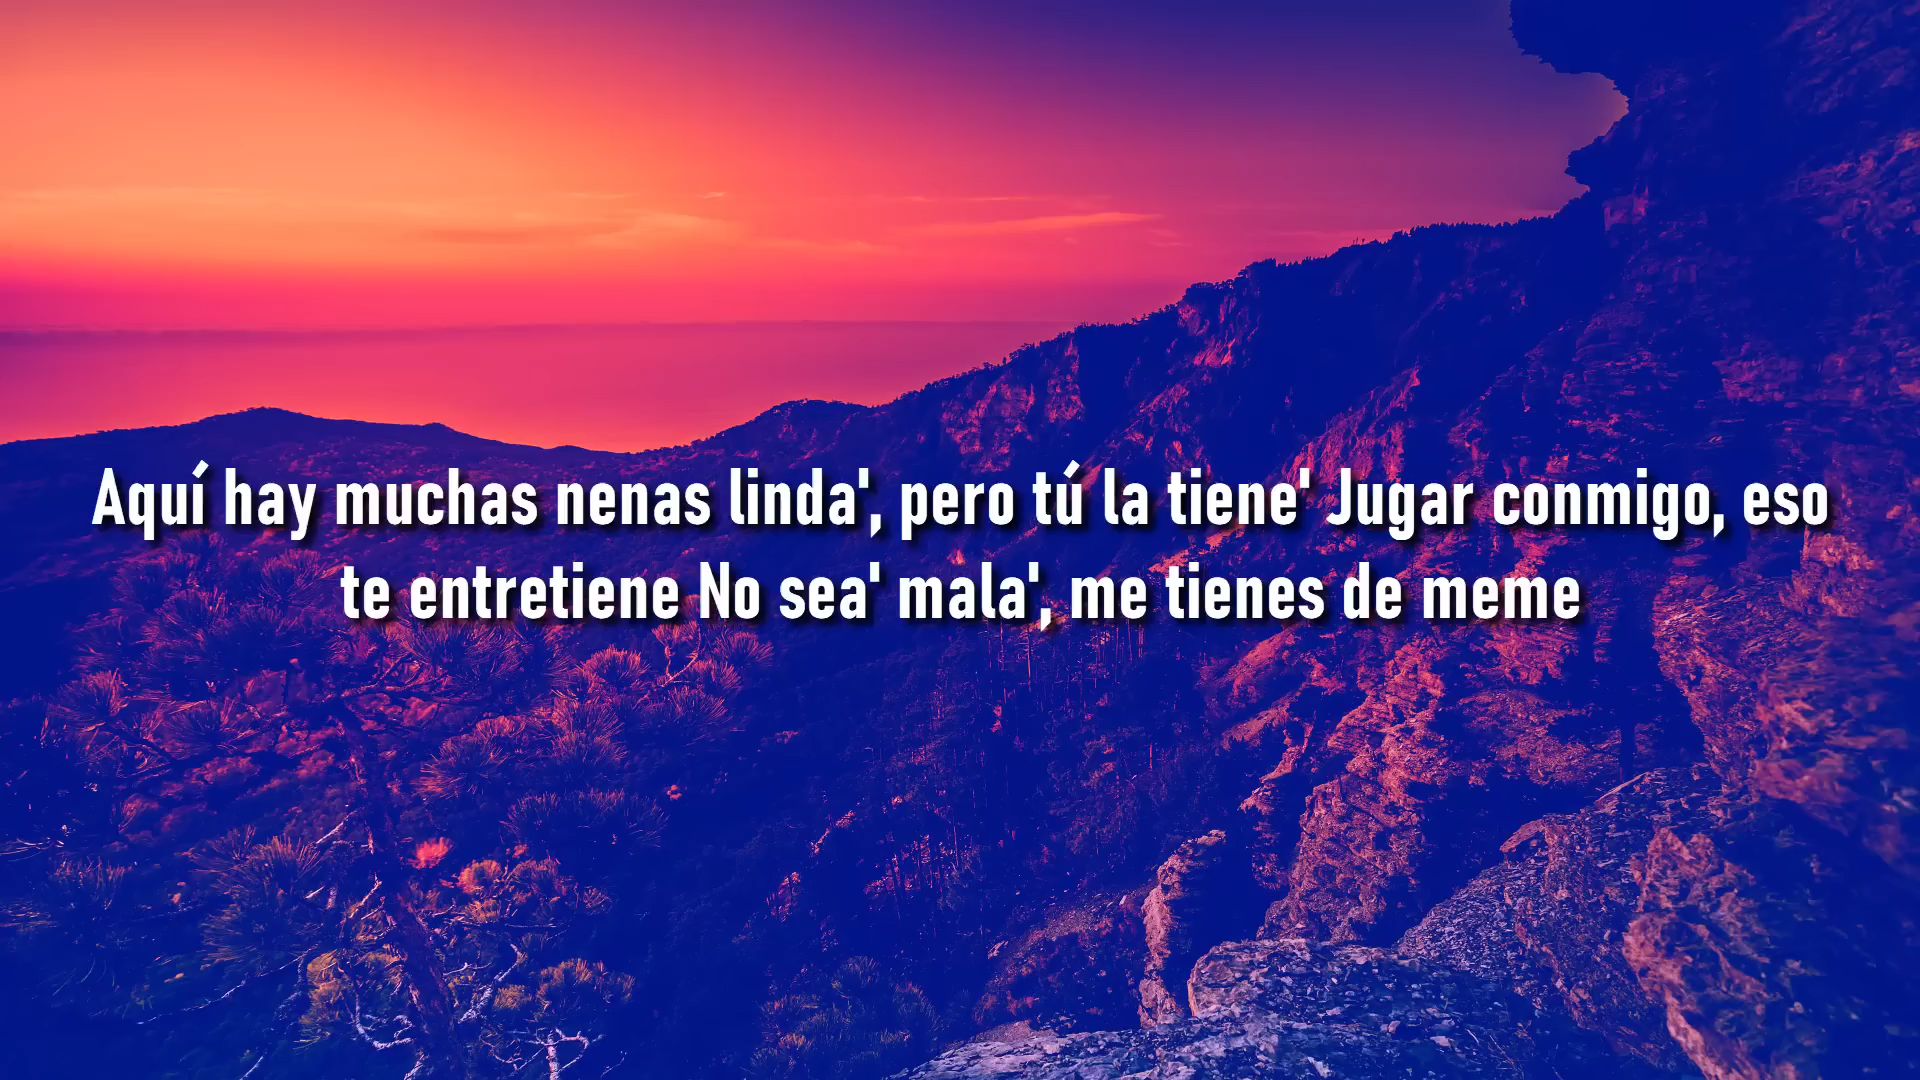 Aquí hay muchas nenas linda', pero tú la tiene' Jugar conmigo, eso
te entretiene No sea' mala', me tienes de meme